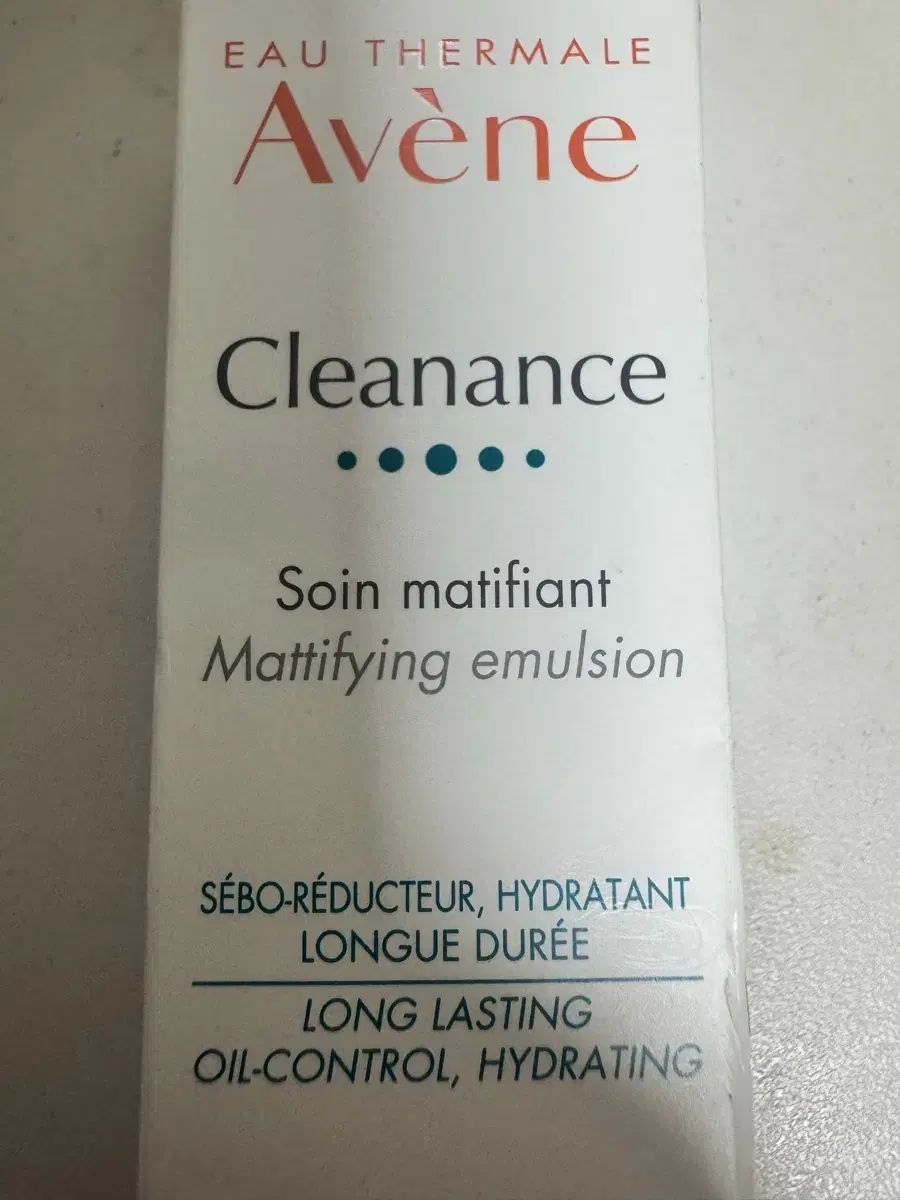 EAU THERMALE
Avène
Cleanance
Soin matifiant
Mattifying emulsion
SÉBO-RÉDUCTEUR, HYDRATANT
LONGUE DURÉE
LONG LASTING
OIL-CONTROL, HYDRATING